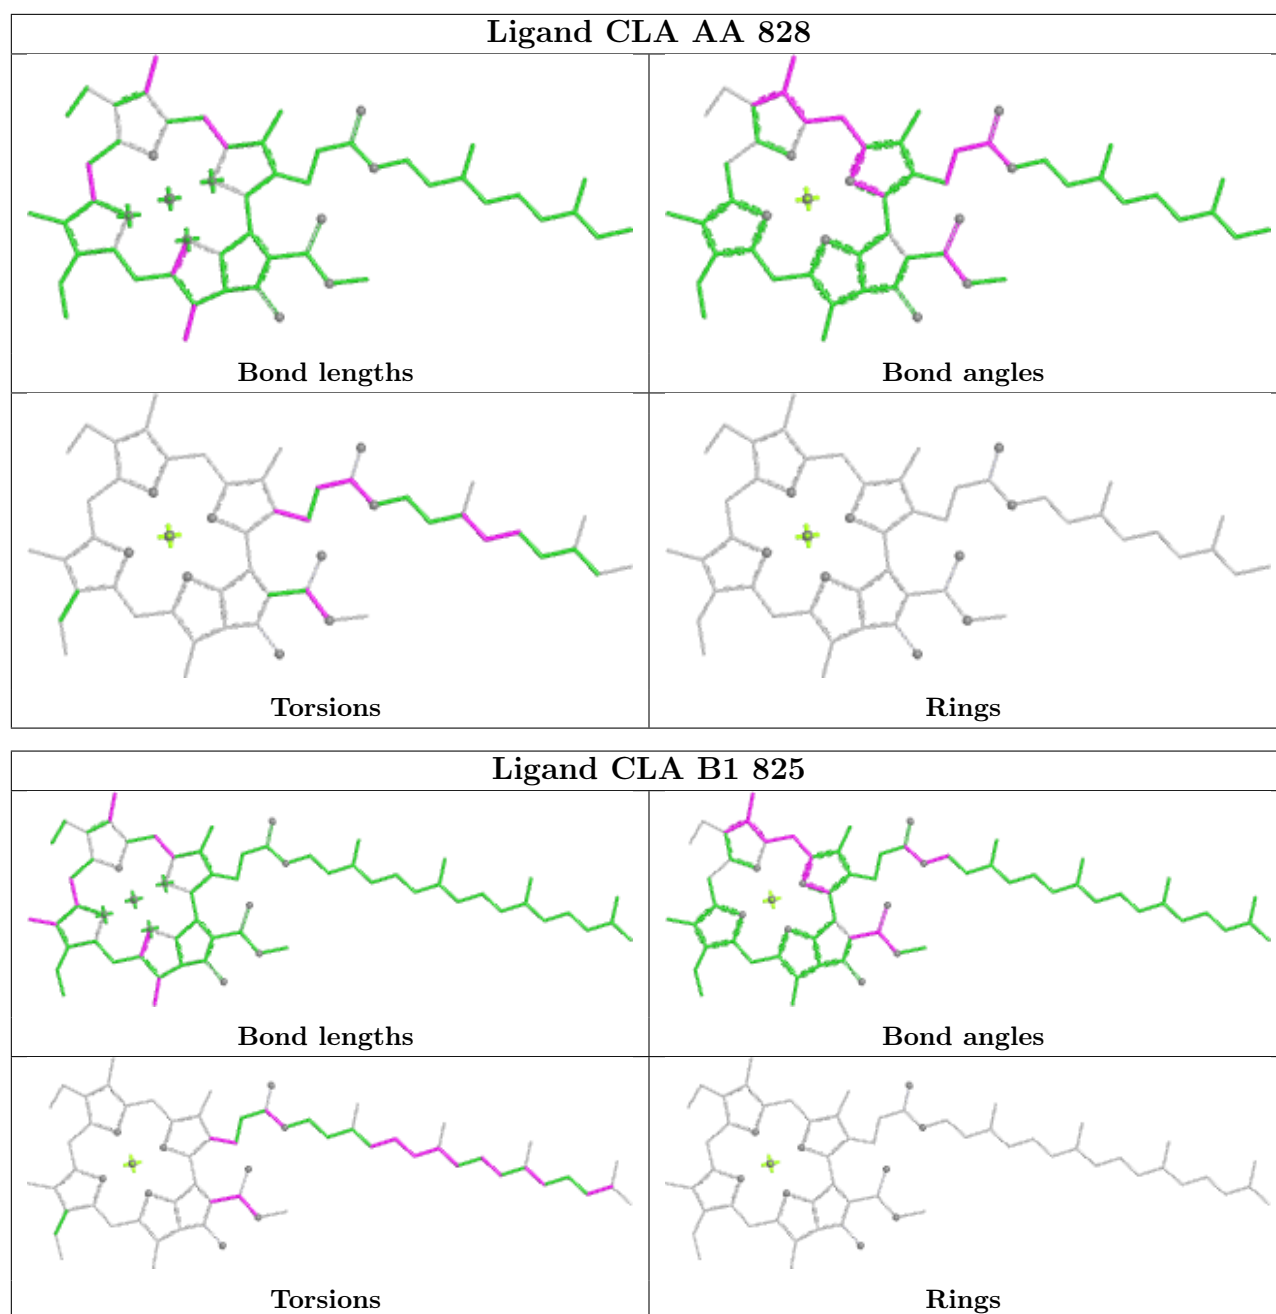 Ligand CLA AA 828
Bond lengths
Bond angles
Torsions
Rings
Ligand CLA B1 825
Bond lengths
Bond angles
Torsions
Rings